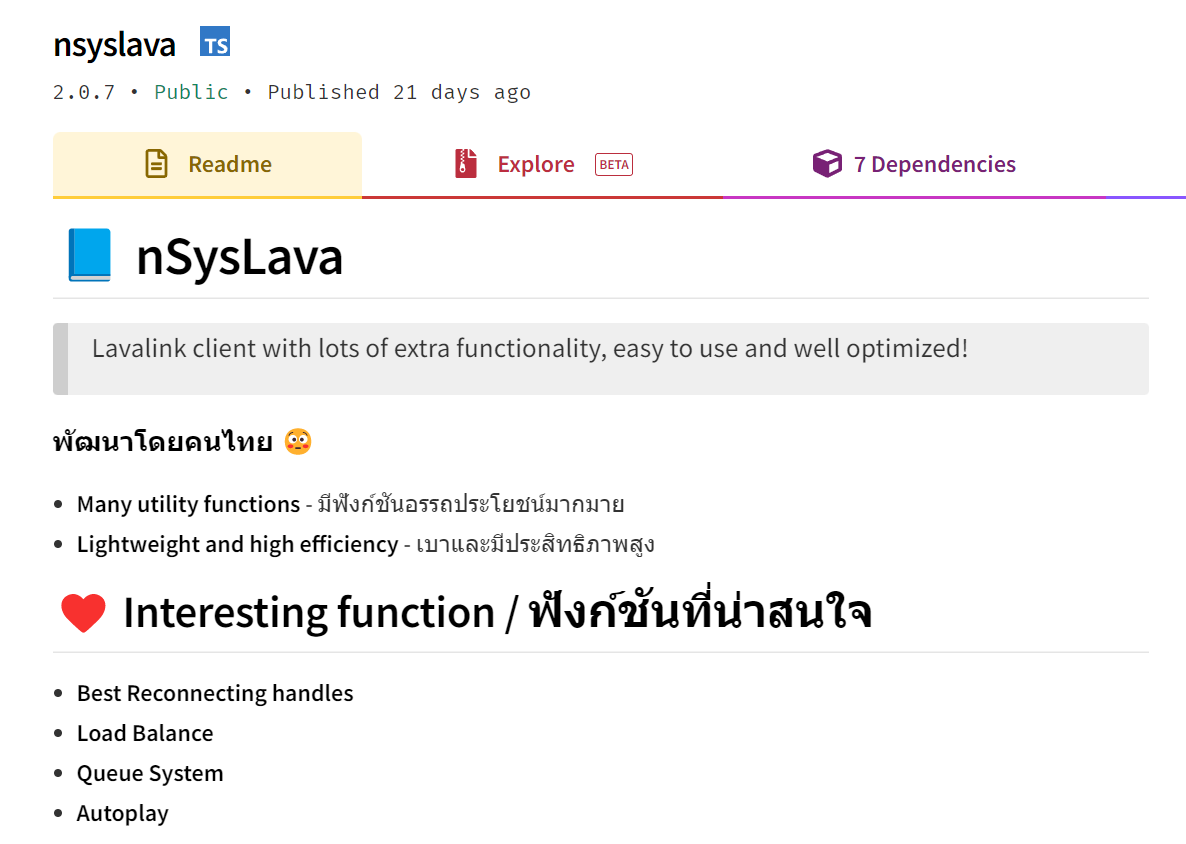 nsyslava TS
2.0.7 • Public • Published 21 days ago
Readme Explore BETA 7 Dependencies
📘 nSysLava
Lavalink client with lots of extra functionality, easy to use and well optimized!
พัฒนาโดยคนไทย 😳
• Many utility functions - มีฟังก์ชันอรรถประโยชน์มากมาย
• Lightweight and high efficiency - เบาและมีประสิทธิภาพสูง
❤️ Interesting function / ฟังก์ชันที่น่าสนใจ
• Best Reconnecting handles
• Load Balance
• Queue System
• Autoplay